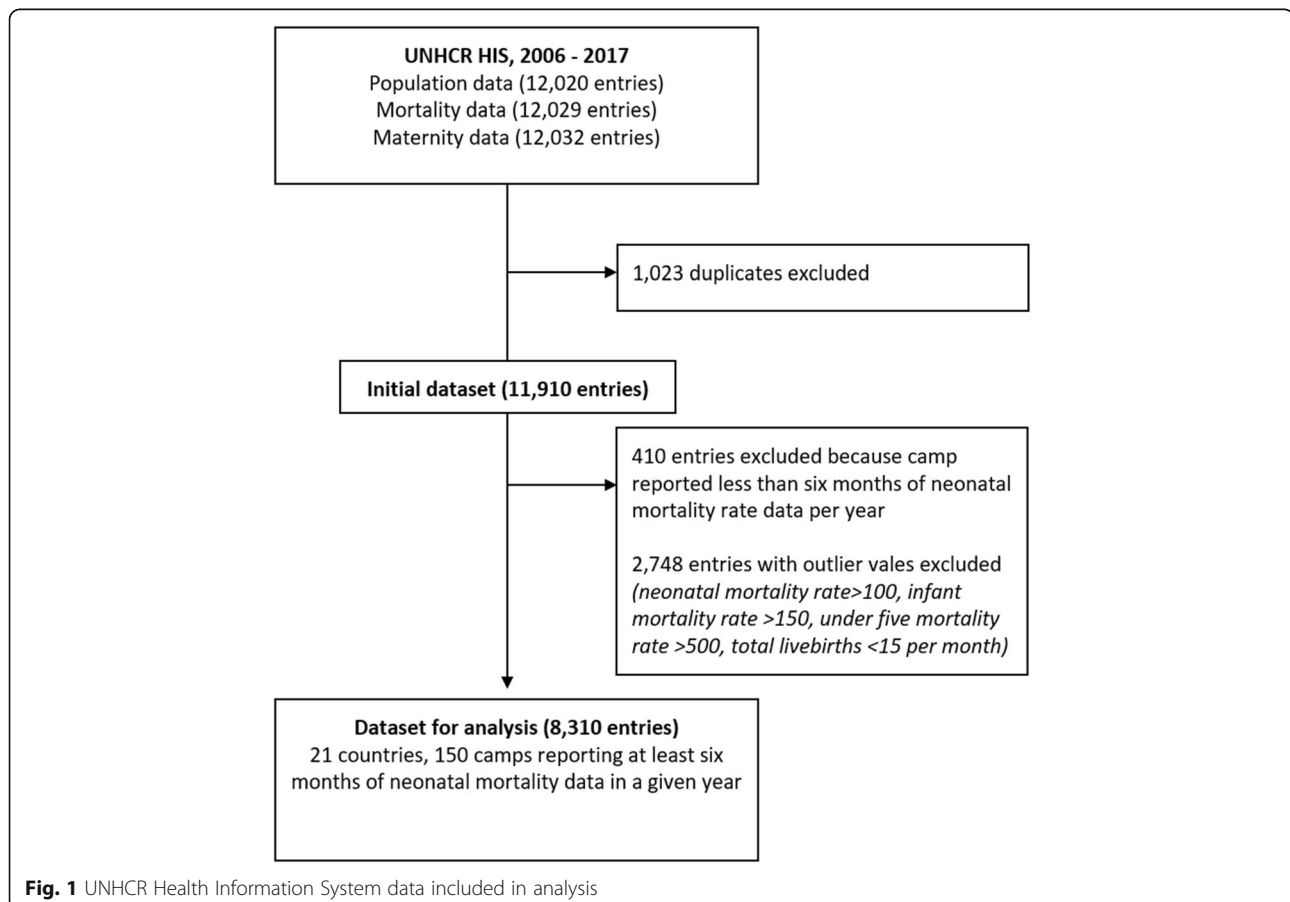 UNHCR HIS, 2006 - 2017
Population data (12,020 entries)
Mortality data (12,029 entries)
Maternity data (12,032 entries)
1,023 duplicates excluded
Initial dataset (11,910 entries)
410 entries excluded because camp
reported less than six months of neonatal
mortality rate data per year
2,748 entries with outlier vales excluded
(neonatal mortality rate>100, infant
mortality rate >150, under five mortality
rate >500, total livebirths <15 per month)
Dataset for analysis (8,310 entries)
21 countries, 150 camps reporting at least six
months of neonatal mortality data in a given year
Fig. 1 UNHCR Health Information System data included in analysis